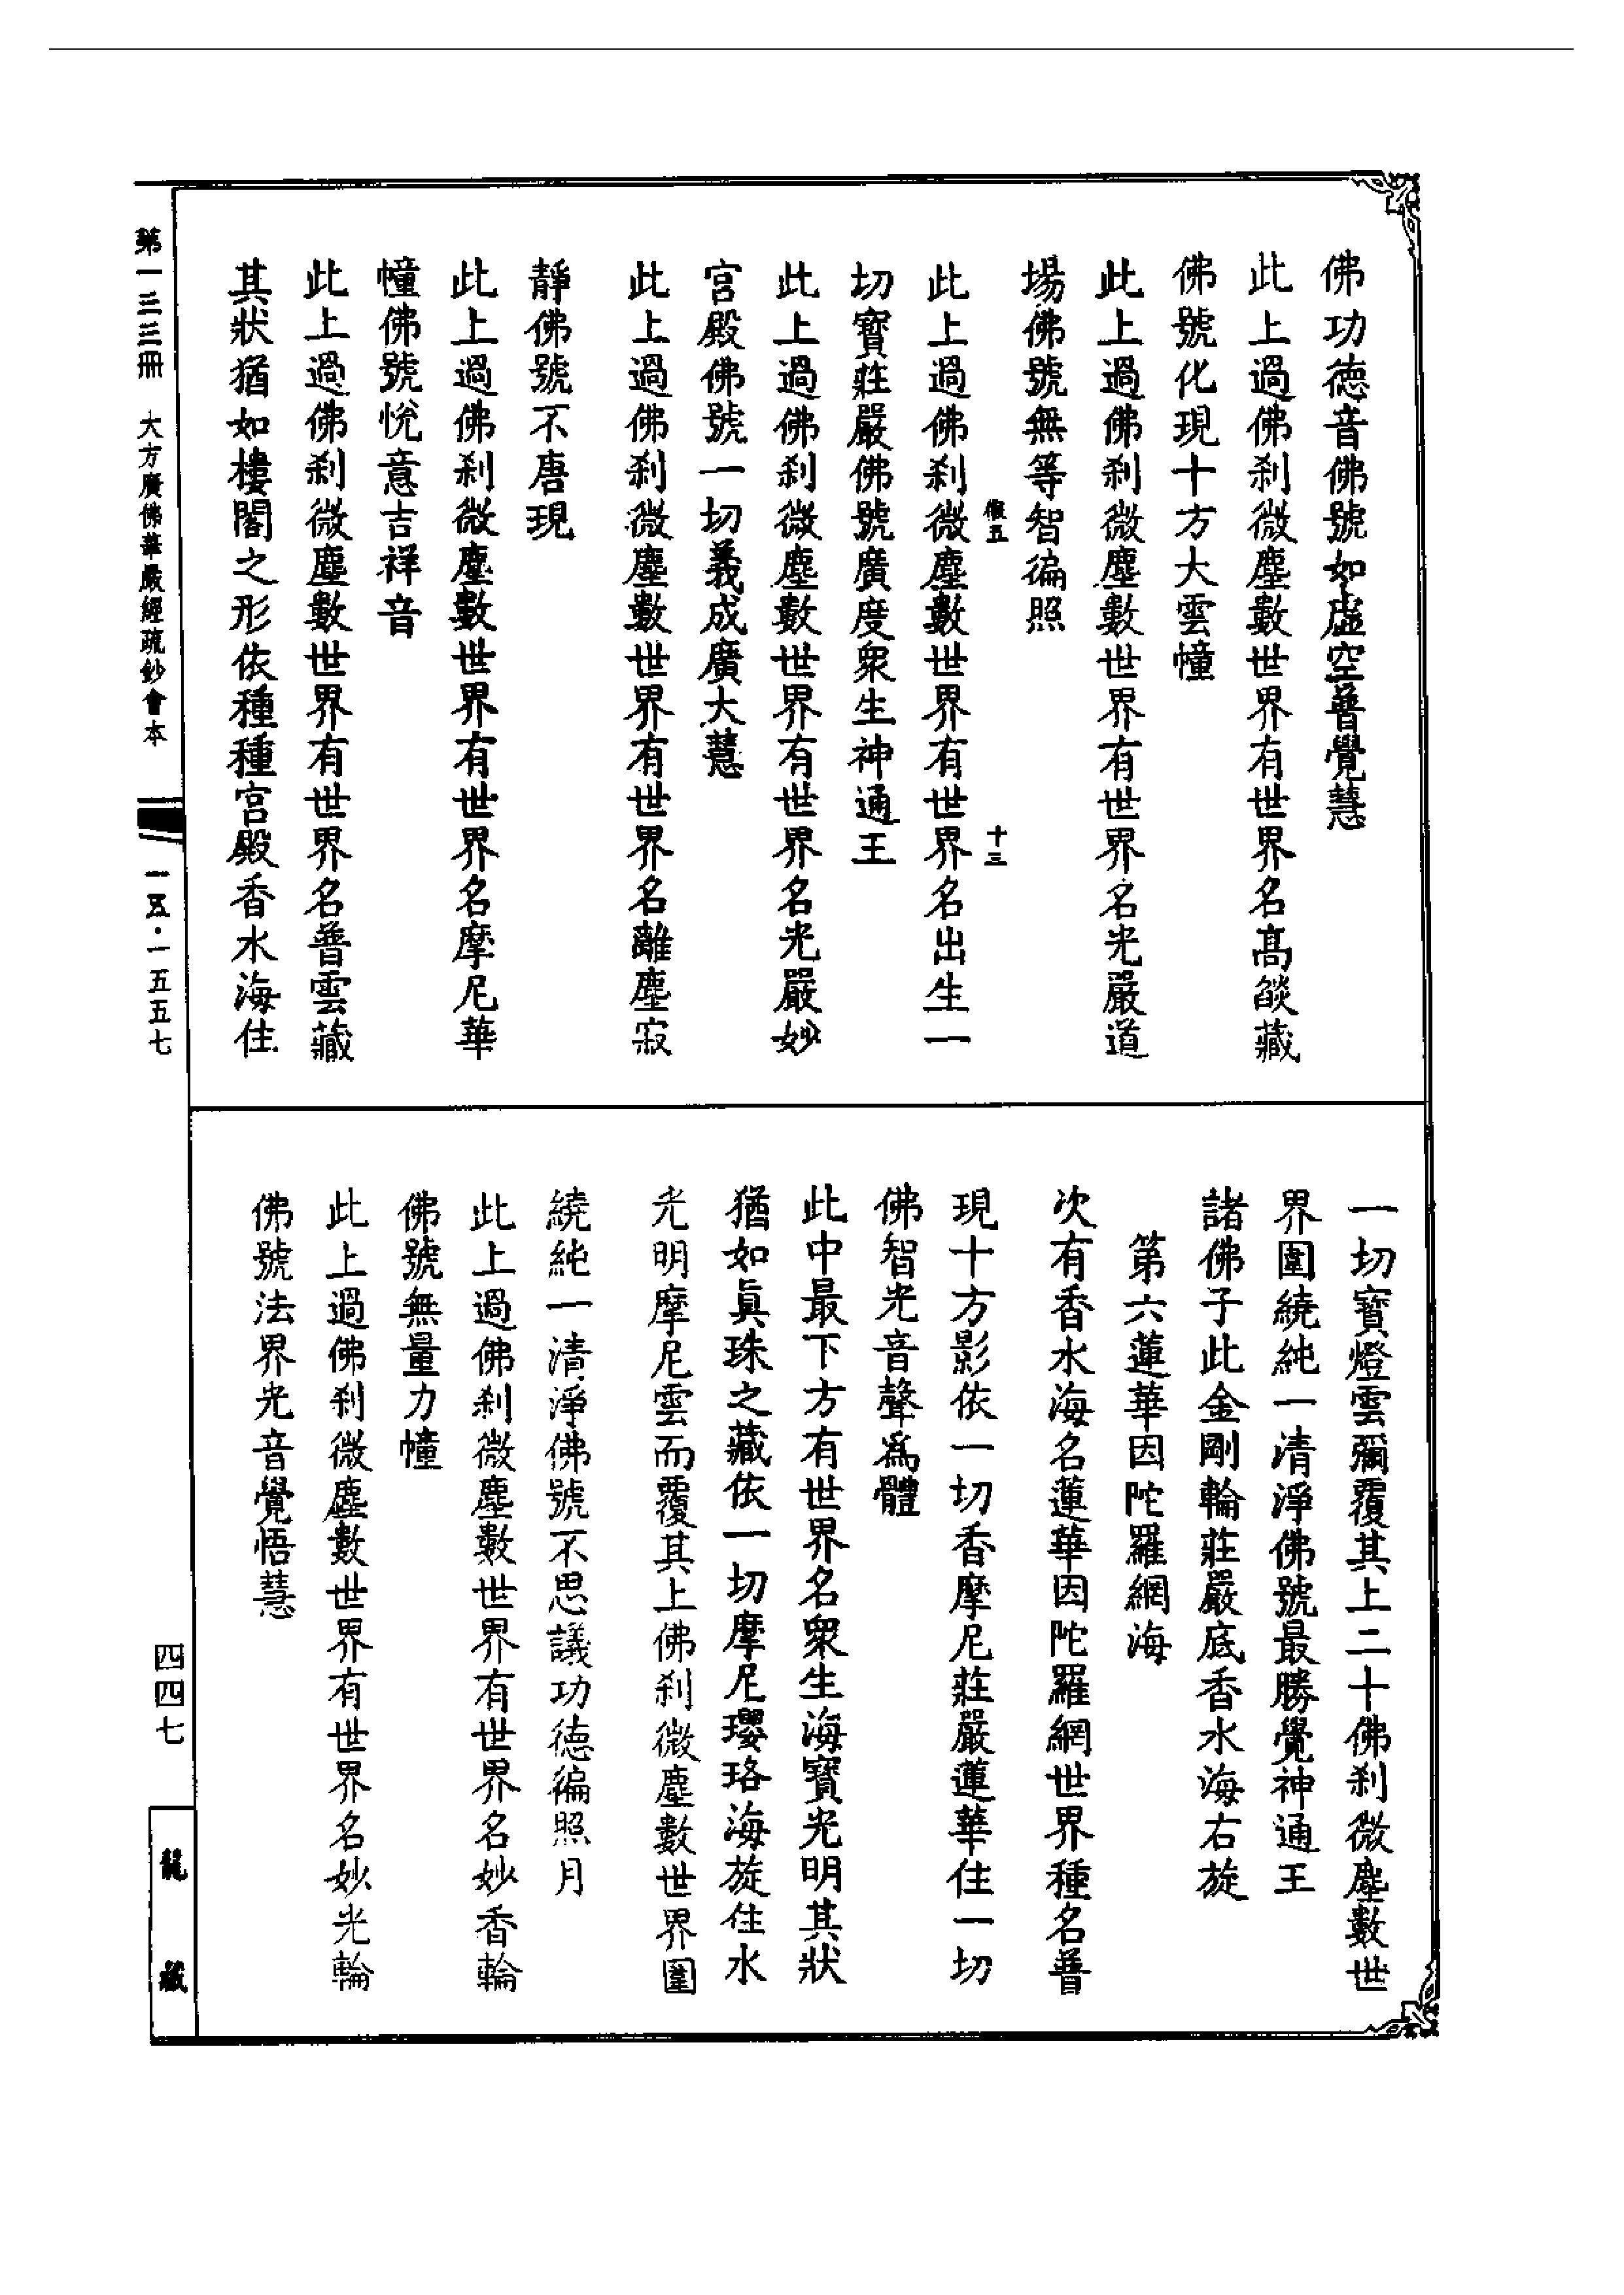 佛功德音佛號如虛空普覺慧
此上過佛刹微塵數世界有世界名髙燄藏
佛號化現十方大雲幢
此上過佛刹微塵數世界有世界名光嚴道
場佛號無等智徧照
十三
此上過佛刹微塵數世界有世界名出生一
切寶莊嚴佛號廣度衆生神通王
此上過佛刹微塵數世界有世界名光嚴妙
宫殿佛號一切義成廣大慧
此上過佛刹微塵數世界有世界名離塵寂
靜佛號不唐現
此上過佛刹微塵數世界有世界名摩尼華
幢佛號悅意吉祥音
此上過佛刹微塵數世界有世界名普雲藏
其狀猶如樓閣之形依種種宫殿香水海住
一切寶燈雲彌覆其上二十佛刹微塵數世
界圍繞純一清淨佛號最勝覺神通王
諸佛子此金剛輪莊嚴底香水海右旋
第六蓮華因陀羅網海
次有香水海名蓮華因陀羅網世界種名普
現十方影依一切香摩尼莊嚴蓮華住一切
佛智光音聲爲體
此中最下方有世界名衆生海寶光明其狀
猶如眞珠之藏依一切摩尼瓔珞海旋住水
光明摩尼雲而覆其上佛刹微塵數世界圍
繞純一清淨佛號不思議功德徧照月
此上過佛刹微塵數世界有世界名妙香輪
佛號無量力幢
此上過佛刹微塵數世界有世界名妙光輪
佛號法界光音覺悟慧
第一三三冊 大方廣佛華嚴經疏鈔會本
一五·一五五七
四四七
龍藏